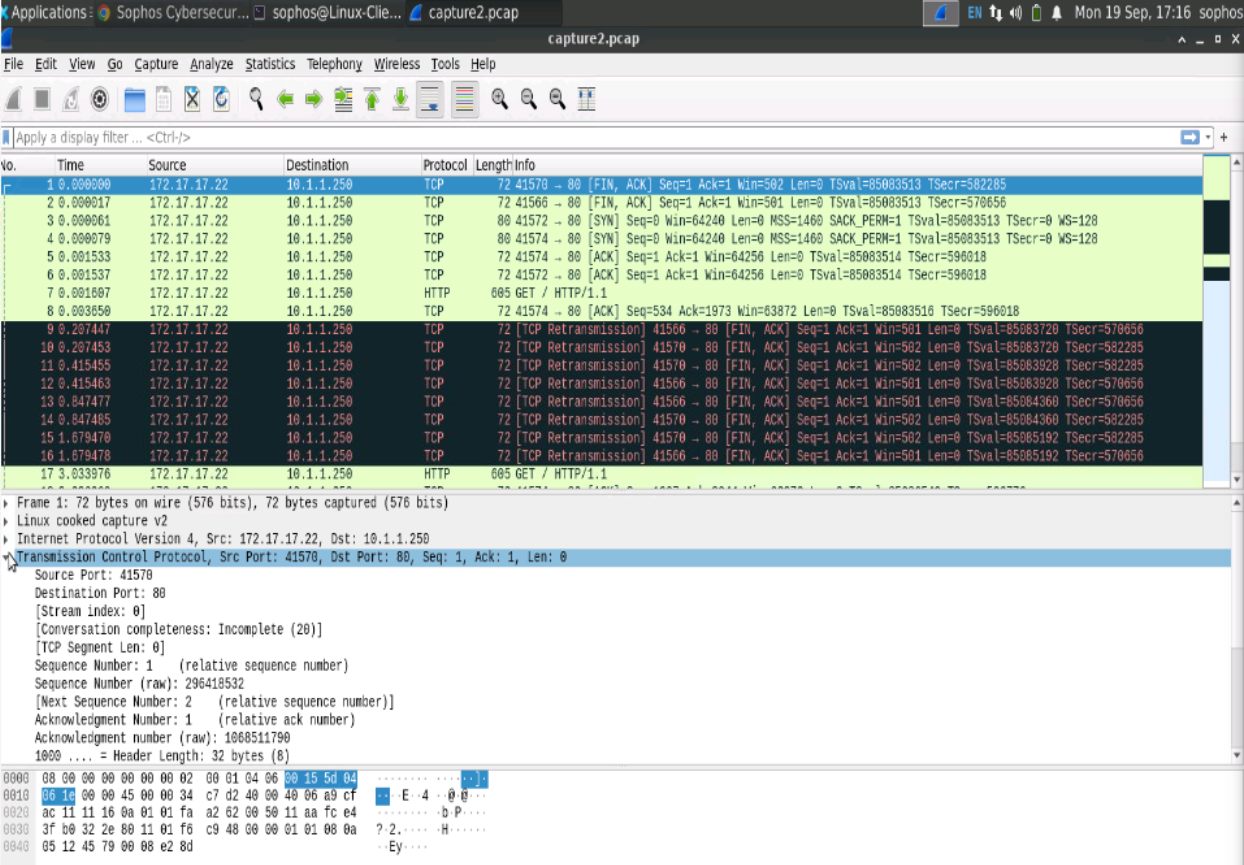 Applications Sophos Cybersecur... sophos@Linux-Clie... capture2.pcap EN Mon 19 Sep, 17:16 sophos
capture2.pcap
File Edit View Go Capture Analyze Statistics Telephony Wireless Tools Help
Apply a display filter ... <Ctrl-/>
No. Time Source Destination Protocol Length Info
1 0.000000 172.17.17.22 10.1.1.250 TCP 72 41570 → 80 [FIN, ACK] Seq=1 Ack=1 Win=502 Len=0 TSval=85083513 TSecr=582285
2 0.000017 172.17.17.22 10.1.1.250 TCP 72 41566 → 80 [FIN, ACK] Seq=1 Ack=1 Win=501 Len=0 TSval=85083513 TSecr=570656
3 0.000061 172.17.17.22 10.1.1.250 TCP 80 41572 → 80 [SYN] Seq=0 Win=64240 Len=0 MSS=1460 SACK_PERM=1 TSval=85083513 TSecr=0 WS=128
4 0.000079 172.17.17.22 10.1.1.250 TCP 80 41574 → 80 [SYN] Seq=0 Win=64240 Len=0 MSS=1460 SACK_PERM=1 TSval=85083513 TSecr=0 WS=128
5 0.001533 172.17.17.22 10.1.1.250 TCP 72 41574 → 80 [ACK] Seq=1 Ack=1 Win=64256 Len=0 TSval=85083514 TSecr=596018
6 0.001537 172.17.17.22 10.1.1.250 TCP 72 41572 → 80 [ACK] Seq=1 Ack=1 Win=64256 Len=0 TSval=85083514 TSecr=596018
7 0.001607 172.17.17.22 10.1.1.250 HTTP 605 GET / HTTP/1.1
8 0.003650 172.17.17.22 10.1.1.250 TCP 72 41574 → 80 [ACK] Seq=534 Ack=1973 Win=63872 Len=0 TSval=85083516 TSecr=596018
9 0.207447 172.17.17.22 10.1.1.250 TCP 72 [TCP Retransmission] 41566 → 80 [FIN, ACK] Seq=1 Ack=1 Win=501 Len=0 TSval=85083720 TSecr=570656
10 0.207453 172.17.17.22 10.1.1.250 TCP 72 [TCP Retransmission] 41570 → 80 [FIN, ACK] Seq=1 Ack=1 Win=502 Len=0 TSval=85083720 TSecr=582285
11 0.415455 172.17.17.22 10.1.1.250 TCP 72 [TCP Retransmission] 41570 → 80 [FIN, ACK] Seq=1 Ack=1 Win=502 Len=0 TSval=85083928 TSecr=582285
12 0.415463 172.17.17.22 10.1.1.250 TCP 72 [TCP Retransmission] 41566 → 80 [FIN, ACK] Seq=1 Ack=1 Win=501 Len=0 TSval=85083928 TSecr=570656
13 0.847477 172.17.17.22 10.1.1.250 TCP 72 [TCP Retransmission] 41566 → 80 [FIN, ACK] Seq=1 Ack=1 Win=501 Len=0 TSval=85084360 TSecr=570656
14 0.847485 172.17.17.22 10.1.1.250 TCP 72 [TCP Retransmission] 41570 → 80 [FIN, ACK] Seq=1 Ack=1 Win=502 Len=0 TSval=85084360 TSecr=582285
15 1.679470 172.17.17.22 10.1.1.250 TCP 72 [TCP Retransmission] 41570 → 80 [FIN, ACK] Seq=1 Ack=1 Win=502 Len=0 TSval=85085192 TSecr=582285
16 1.679478 172.17.17.22 10.1.1.250 TCP 72 [TCP Retransmission] 41566 → 80 [FIN, ACK] Seq=1 Ack=1 Win=501 Len=0 TSval=85085192 TSecr=570656
17 3.033976 172.17.17.22 10.1.1.250 HTTP 605 GET / HTTP/1.1
Frame 1: 72 bytes on wire (576 bits), 72 bytes captured (576 bits)
Linux cooked capture v2
Internet Protocol Version 4, Src: 172.17.17.22, Dst: 10.1.1.250
Transmission Control Protocol, Src Port: 41570, Dst Port: 80, Seq: 1, Ack: 1, Len: 0
Source Port: 41570
Destination Port: 80
[Stream index: 0]
[Conversation completeness: Incomplete (20)]
[TCP Segment Len: 0]
Sequence Number: 1 (relative sequence number)
Sequence Number (raw): 296418532
[Next Sequence Number: 2 (relative sequence number)]
Acknowledgment Number: 1 (relative ack number)
Acknowledgment number (raw): 1068511790
1000 .... = Header Length: 32 bytes (8)
0000 08 00 00 00 00 00 00 02 00 01 04 06 00 15 5d 04 ········ ·····]·
0010 06 1e 00 00 45 00 00 34 c7 d2 40 00 40 06 a9 cf ····E··4 ··@·@···
0020 ac 11 11 16 0a 01 01 fa a2 62 00 50 11 aa fc e4 ········ ·b·P····
0030 3f b0 32 2e 80 11 01 f6 c9 48 00 00 01 01 08 0a ?·2.···· ·H······
0040 05 12 45 79 00 08 e2 8d ··Ey····